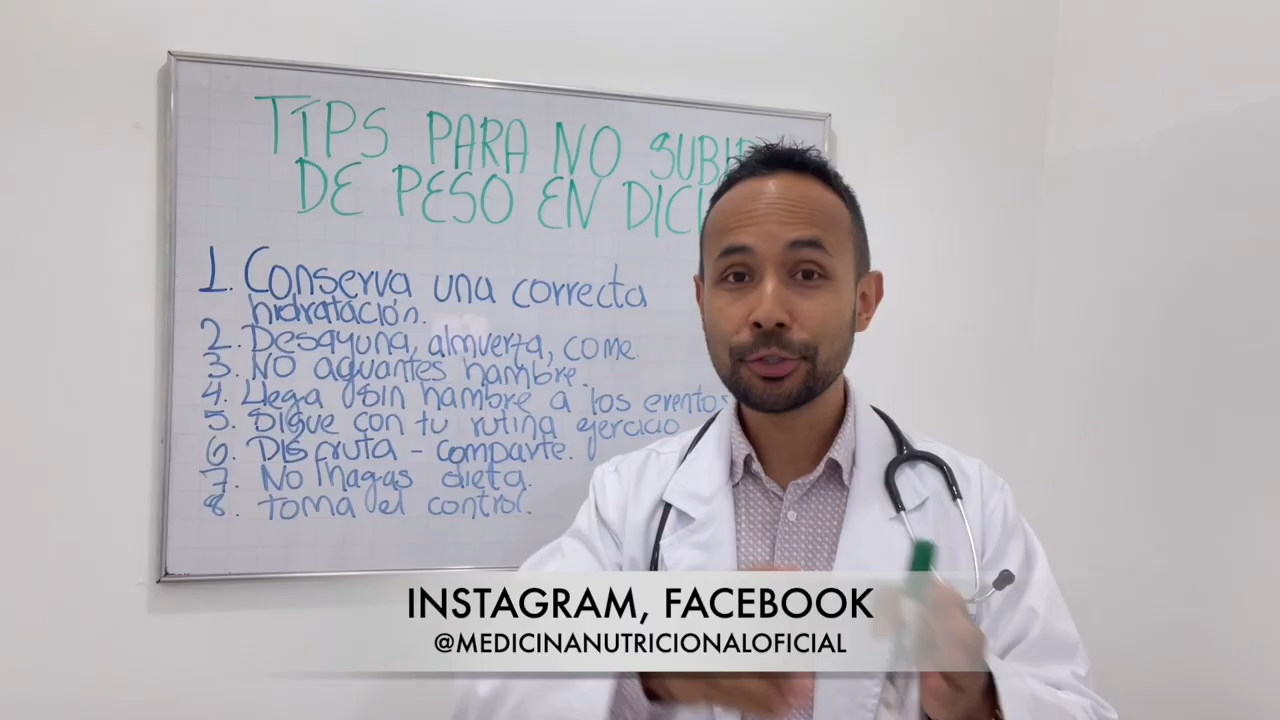 TIPS PARA NO SUBIR
DE PESO EN DICI
1. Conserva una correcta
hidratación.
2. Desayuna, almuerza, come.
3. NO aguantes hambre.
4. Llega sin hambre a los eventos
5. Sigue con tu rutina ejercicio
6. Disfruta - comparte.
7. No hagas dieta.
8. toma el control.
INSTAGRAM, FACEBOOK
@MEDICINANUTRICIONALOFICIAL